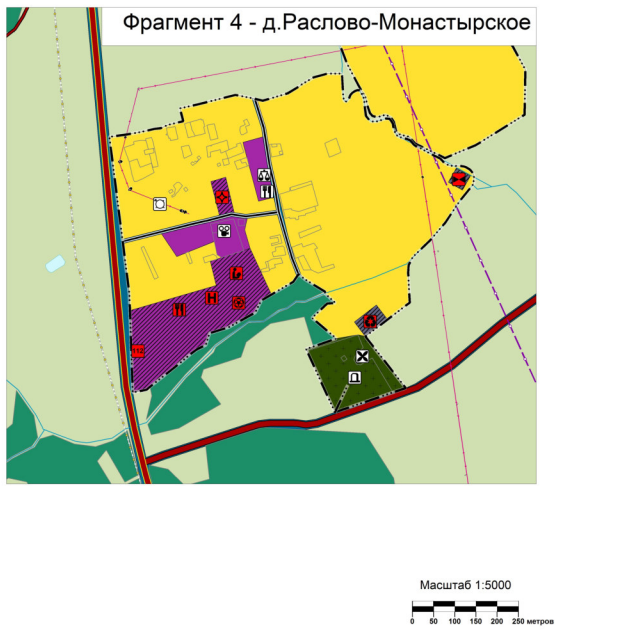 Фрагмент 4 - д.Раслово-Монастырское
H
Масштаб 1:5000
0 50 100 150 200 250 метров